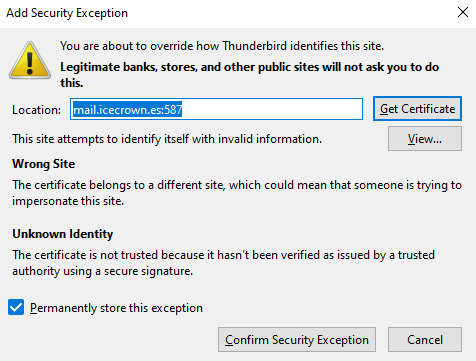 Add Security Exception
You are about to override how Thunderbird identifies this site.
Legitimate banks, stores, and other public sites will not ask you to do
this.
Location: mail.icecrown.es:587 Get Certificate
This site attempts to identify itself with invalid information. View...
Wrong Site
The certificate belongs to a different site, which could mean that someone is trying to
impersonate this site.
Unknown Identity
The certificate is not trusted because it hasn't been verified as issued by a trusted
authority using a secure signature.
Permanently store this exception
Confirm Security Exception Cancel